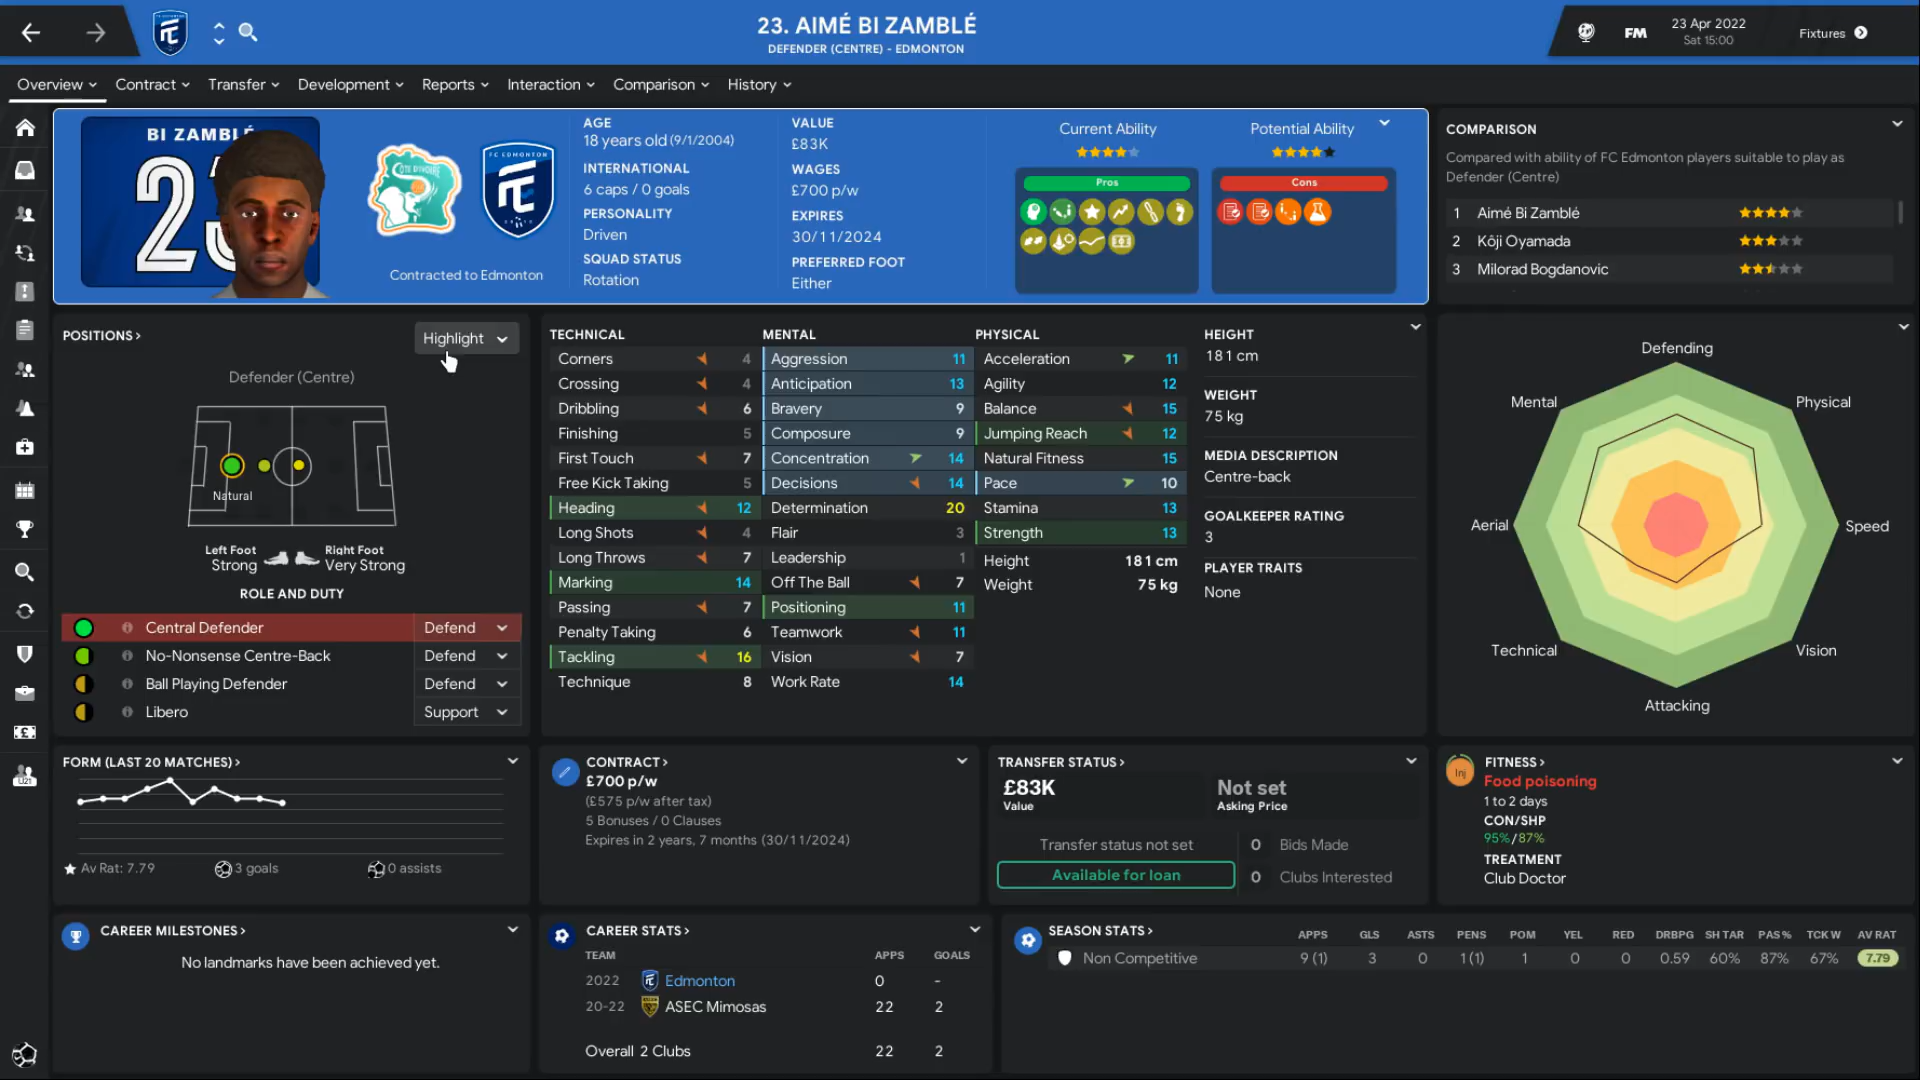 23. AIMÉ BI ZAMBLÉ
DEFENDER (CENTRE) - EDMONTON
FM
23 Apr 2022
Sat 15:00
Fixtures
Overview
Contract
Transfer
Development
Reports
Interaction
Comparison
History
BI ZAMBLÉ
23
CÔTE D'IVOIRE
FC EDMONTON
Contracted to Edmonton
AGE
18 years old (9/1/2004)
INTERNATIONAL
6 caps / 0 goals
PERSONALITY
Driven
SQUAD STATUS
Rotation
VALUE
£83K
WAGES
£700 p/w
EXPIRES
30/11/2024
PREFERRED FOOT
Either
Current Ability
Pros
Potential Ability
Cons
COMPARISON
Compared with ability of FC Edmonton players suitable to play as
Defender (Centre)
1 Aimé Bi Zamblé
2 Kôji Oyamada
3 Milorad Bogdanovic
POSITIONS
Highlight
Defender (Centre)
Natural
Left Foot
Strong
Right Foot
Very Strong
ROLE AND DUTY
Central Defender Defend
No-Nonsense Centre-Back Defend
Ball Playing Defender Defend
Libero Support
TECHNICAL
Corners 4
Crossing 4
Dribbling 6
Finishing 5
First Touch 7
Free Kick Taking 5
Heading 12
Long Shots 4
Long Throws 7
Marking 14
Passing 7
Penalty Taking 6
Tackling 16
Technique 8
MENTAL
Aggression 11
Anticipation 13
Bravery 9
Composure 9
Concentration 14
Decisions 14
Determination 20
Flair 3
Leadership 1
Off The Ball 7
Positioning 11
Teamwork 11
Vision 7
Work Rate 14
PHYSICAL
Acceleration 11
Agility 12
Balance 15
Jumping Reach 12
Natural Fitness 15
Pace 10
Stamina 13
Strength 13
Height 181 cm
Weight 75 kg
HEIGHT
181 cm
WEIGHT
75 kg
MEDIA DESCRIPTION
Centre-back
GOALKEEPER RATING
3
PLAYER TRAITS
None
Defending
Mental
Physical
Aerial
Speed
Technical
Vision
Attacking
FORM (LAST 20 MATCHES)
Av Rat: 7.79
3 goals
0 assists
CONTRACT
£700 p/w
(£575 p/w after tax)
5 Bonuses / 0 Clauses
Expires in 2 years, 7 months (30/11/2024)
TRANSFER STATUS
£83K
Value
Not set
Asking Price
Transfer status not set
Available for loan
0 Bids Made
0 Clubs Interested
Inj
FITNESS
Food poisoning
1 to 2 days
CON/SHP
95%/87%
TREATMENT
Club Doctor
CAREER MILESTONES
No landmarks have been achieved yet.
CAREER STATS
TEAM APPS GOALS
2022 Edmonton 0 -
20-22 ASEC Mimosas 22 2
Overall 2 Clubs 22 2
SEASON STATS
APPS GLS ASTS PENS POM YEL RED DRBPG SH TAR PAS% TCK W AV RAT
Non Competitive 9 (1) 3 0 1 (1) 1 0 0 0.59 60% 87% 67% 7.79
U21